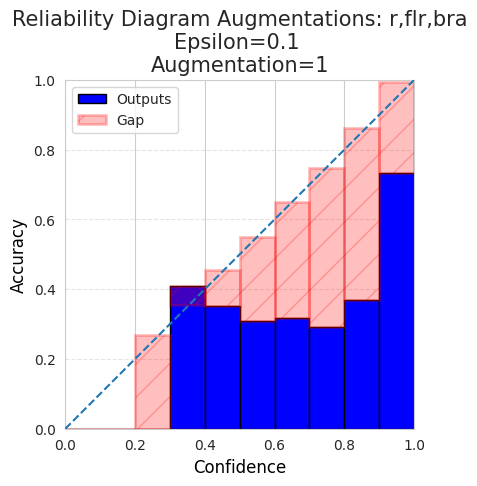 Reliability Diagram Augmentations: r,flr,bra
Epsilon=0.1
Augmentation=1
Outputs
Gap
1.0
0.8
0.6
0.4
0.2
0.0
Accuracy
0.0 0.2 0.4 0.6 0.8 1.0
Confidence